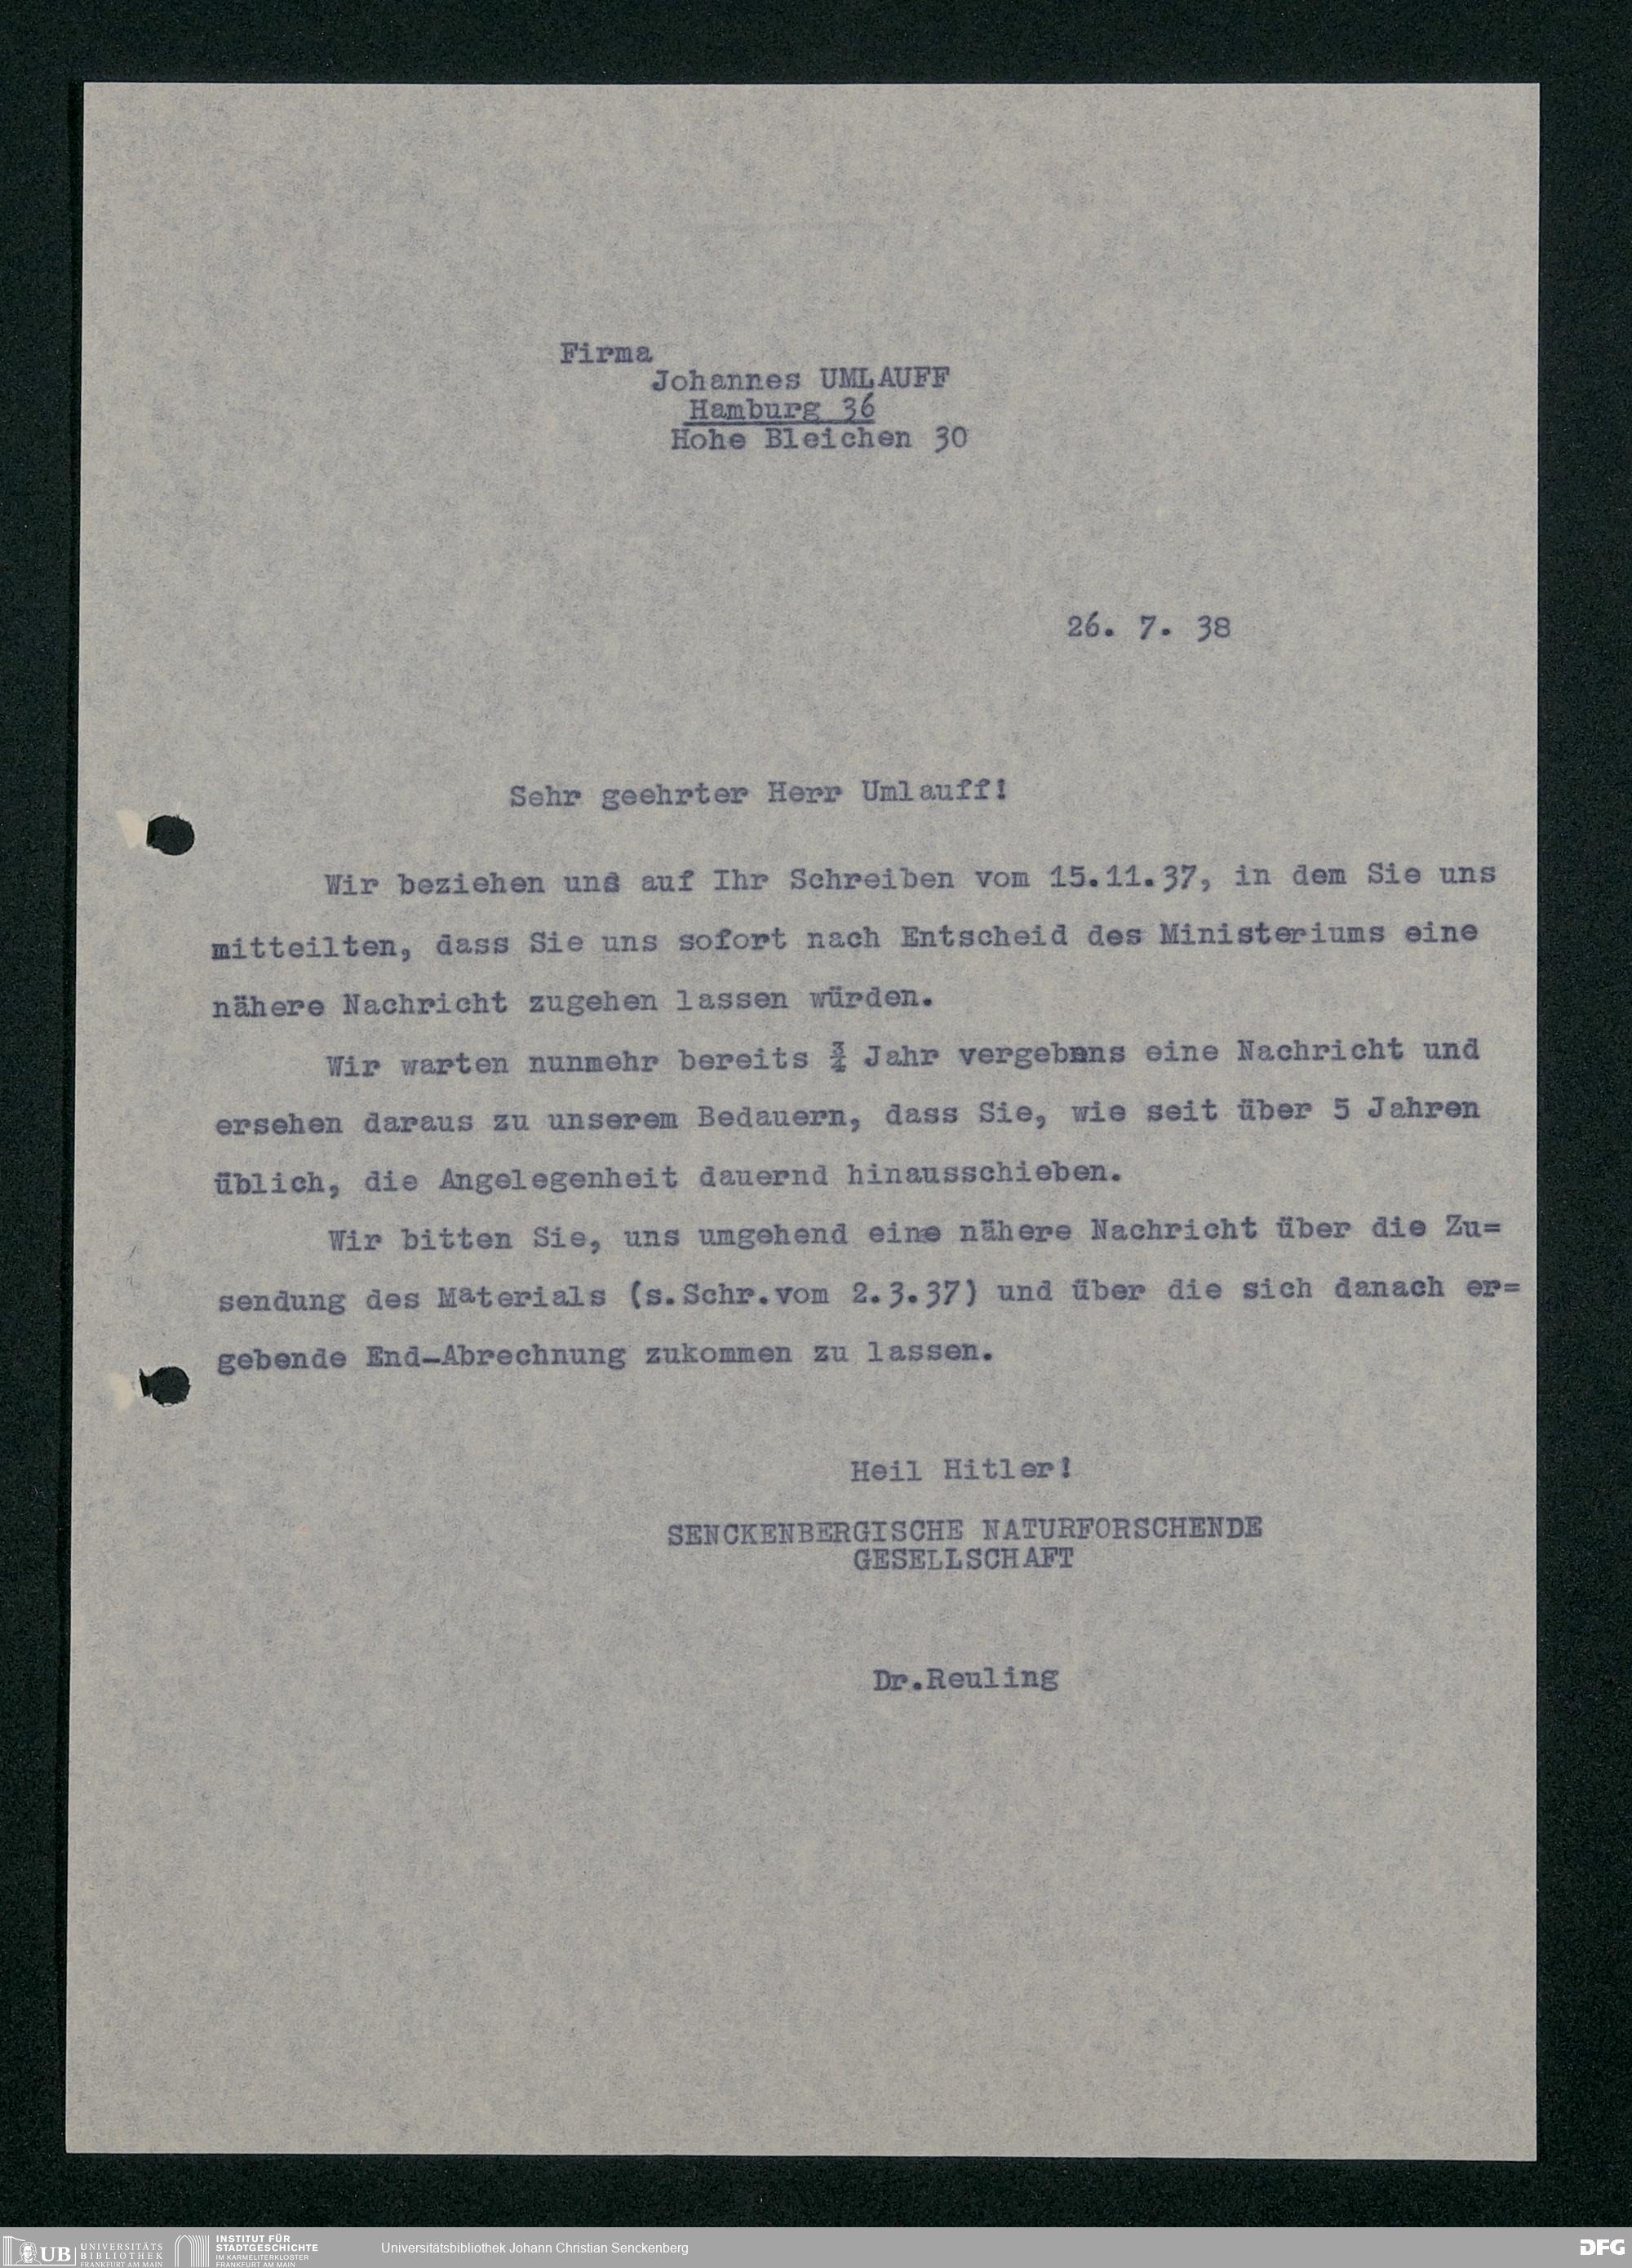 Firma
Johannes UMLAUFF
Hamburg 36
Hohe Bleichen 30
26. 7. 38
Sehr geehrter Herr Umlauff!
Wir beziehen uns auf Ihr Schreiben vom 15.11.37, in dem Sie uns
mitteilten, dass Sie uns sofort nach Entscheid des Ministeriums eine
nähere Nachricht zugehen lassen würden.
Wir warten nunmehr bereits ¾ Jahr vergebens eine Nachricht und
ersehen daraus zu unserem Bedauern, dass Sie, wie seit über 5 Jahren
üblich, die Angelegenheit dauernd hinausschieben.
Wir bitten Sie, uns umgehend eine nähere Nachricht über die Zu=
sendung des Materials (s.Schr.vom 2.3.37) und über die sich danach er=
gebende End-Abrechnung zukommen zu lassen.
Heil Hitler!
SENCKENBERGISCHE NATURFORSCHENDE
GESELLSCHAFT
Dr.Reuling
UB UNIVERSITÄTS
BIBLIOTHEK
FRANKFURT AM MAIN
INSTITUT FÜR
STADTGESCHICHTE
IM KARMELITERKLOSTER
FRANKFURT AM MAIN
Universitätsbibliothek Johann Christian Senckenberg
DFG